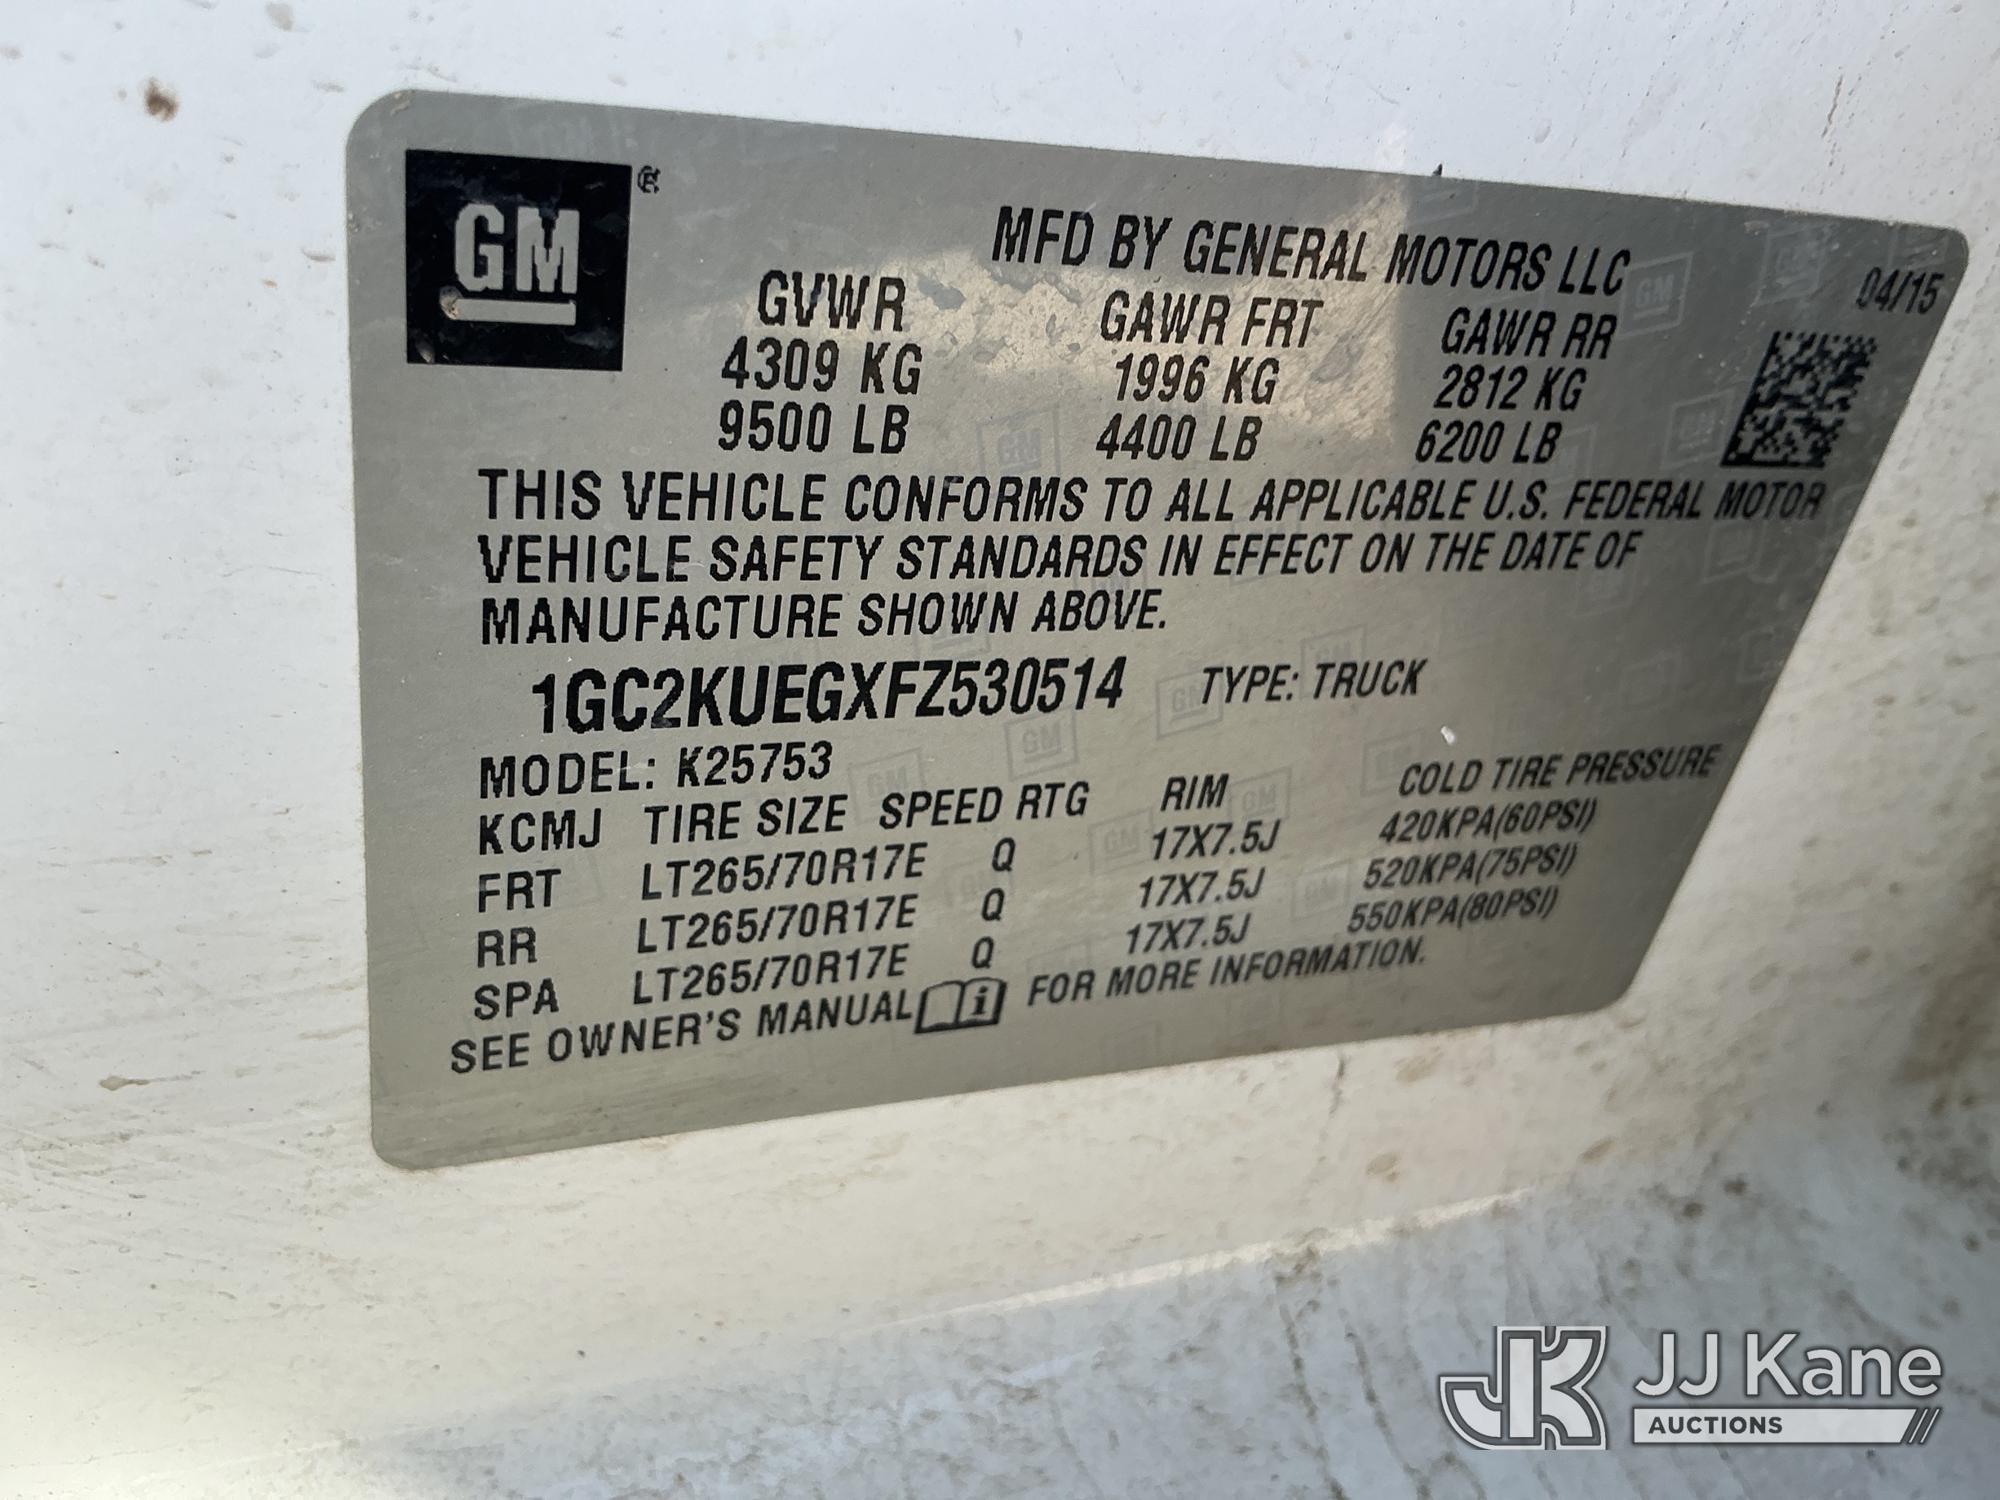 GM
MFD BY GENERAL MOTORS LLC
04/15
GVWR GAWR FRT GAWR RR
4309 KG 1996 KG 2812 KG
9500 LB 4400 LB 6200 LB
THIS VEHICLE CONFORMS TO ALL APPLICABLE U.S. FEDERAL MOTOR
VEHICLE SAFETY STANDARDS IN EFFECT ON THE DATE OF
MANUFACTURE SHOWN ABOVE.
1GC2KUEGXFZ530514 TYPE: TRUCK
MODEL: K25753
KCMJ TIRE SIZE SPEED RTG RIM COLD TIRE PRESSURE
FRT LT265/70R17E Q 17X7.5J 420KPA(60PSI)
RR LT265/70R17E Q 17X7.5J 520KPA(75PSI)
SPA LT265/70R17E Q 17X7.5J 550KPA(80PSI)
SEE OWNER'S MANUAL FOR MORE INFORMATION.
JK JJ Kane
AUCTIONS